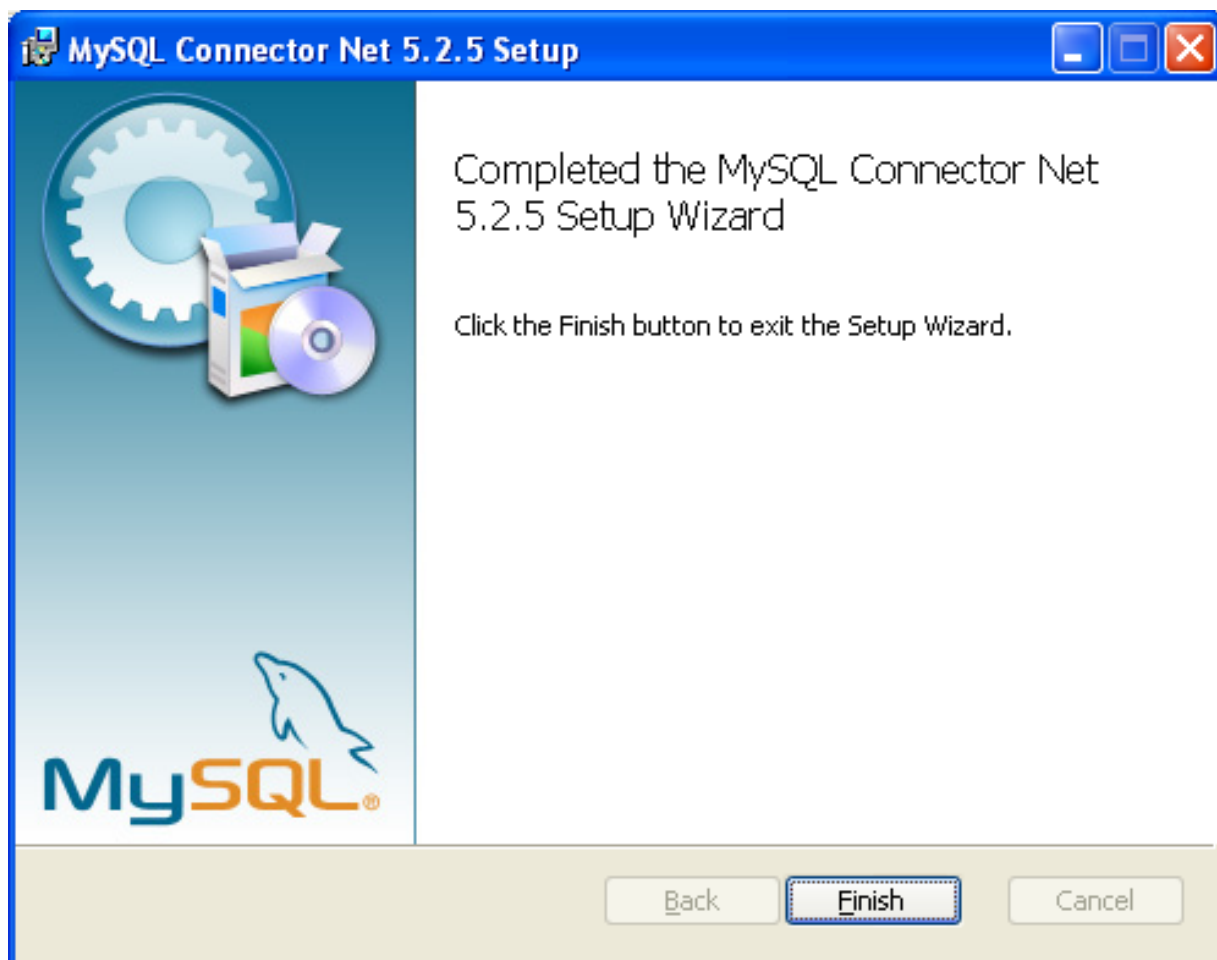 MySQL Connector Net 5.2.5 Setup
Completed the MySQL Connector Net
5.2.5 Setup Wizard
Click the Finish button to exit the Setup Wizard.
MySQL®
Back
Finish
Cancel